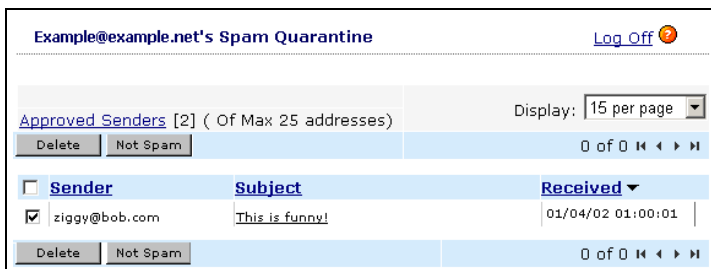 Example@example.net's Spam Quarantine Log Off
Approved Senders [2] ( Of Max 25 addresses) Display: 15 per page
Delete Not Spam 0 of 0
Sender Subject Received
ziggy@bob.com This is funny! 01/04/02 01:00:01
Delete Not Spam 0 of 0